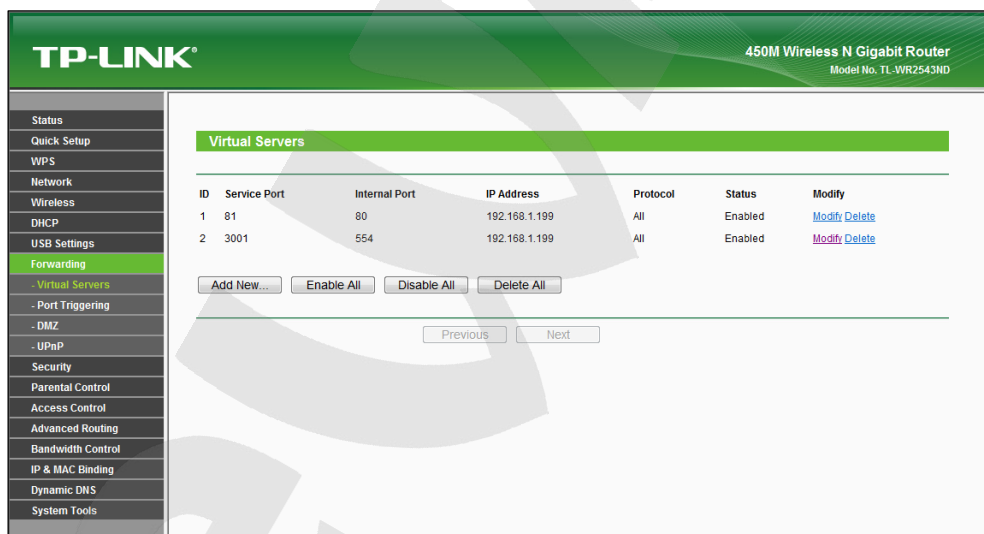 TP-LINK®
450M Wireless N Gigabit Router
Model No. TL-WR2543ND
Status
Quick Setup
WPS
Network
Wireless
DHCP
USB Settings
Forwarding
- Virtual Servers
- Port Triggering
- DMZ
- UPnP
Security
Parental Control
Access Control
Advanced Routing
Bandwidth Control
IP & MAC Binding
Dynamic DNS
System Tools
Virtual Servers
ID Service Port Internal Port IP Address Protocol Status Modify
1 81 80 192.168.1.199 All Enabled Modify Delete
2 3001 554 192.168.1.199 All Enabled Modify Delete
Add New... Enable All Disable All Delete All
Previous Next